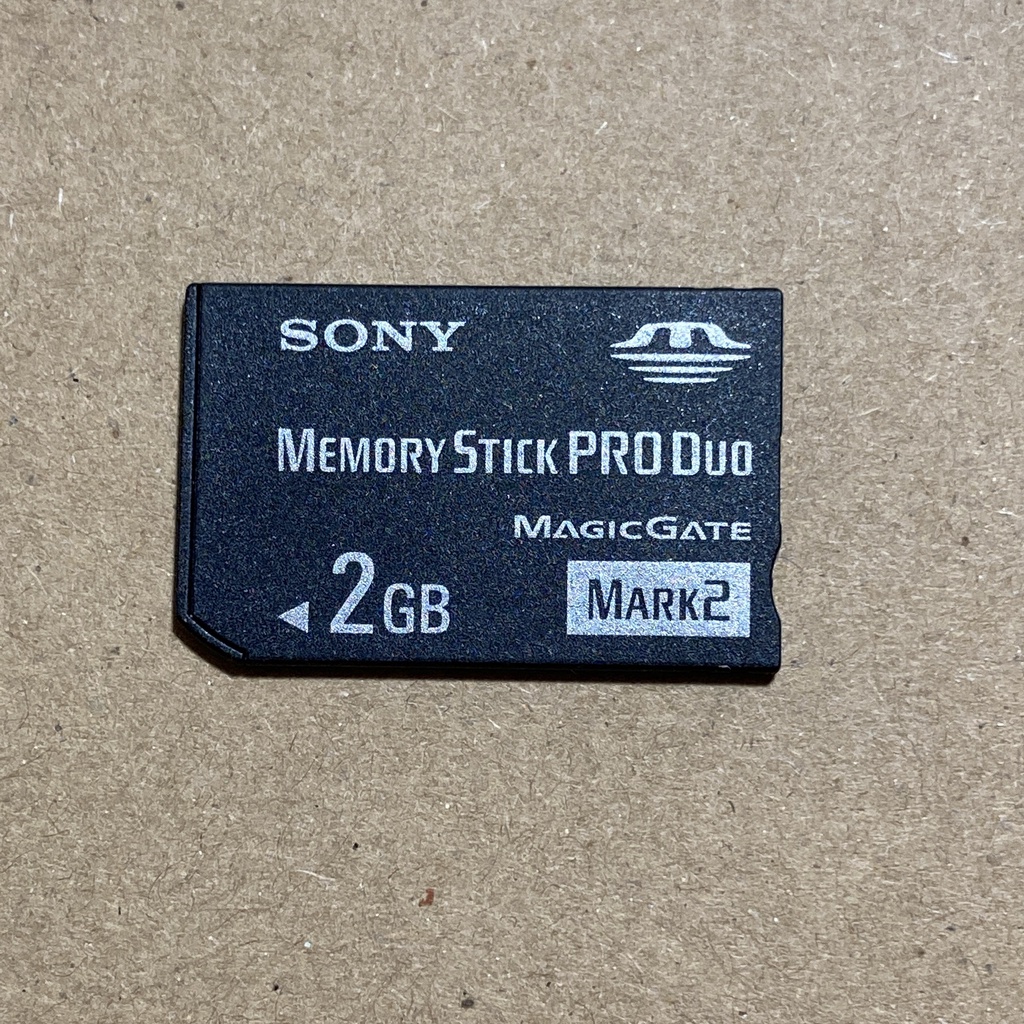 SONY
MEMORY STICK PRO DUO
MAGICGATE
2GB
MARK2